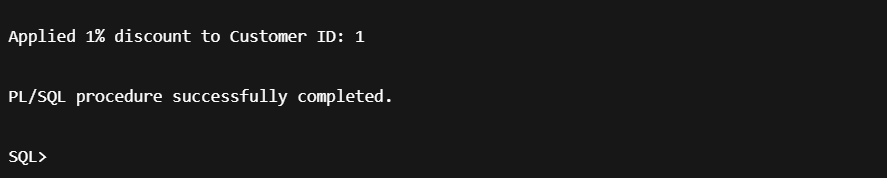 Applied 1% discount to Customer ID: 1
PL/SQL procedure successfully completed.
SQL>